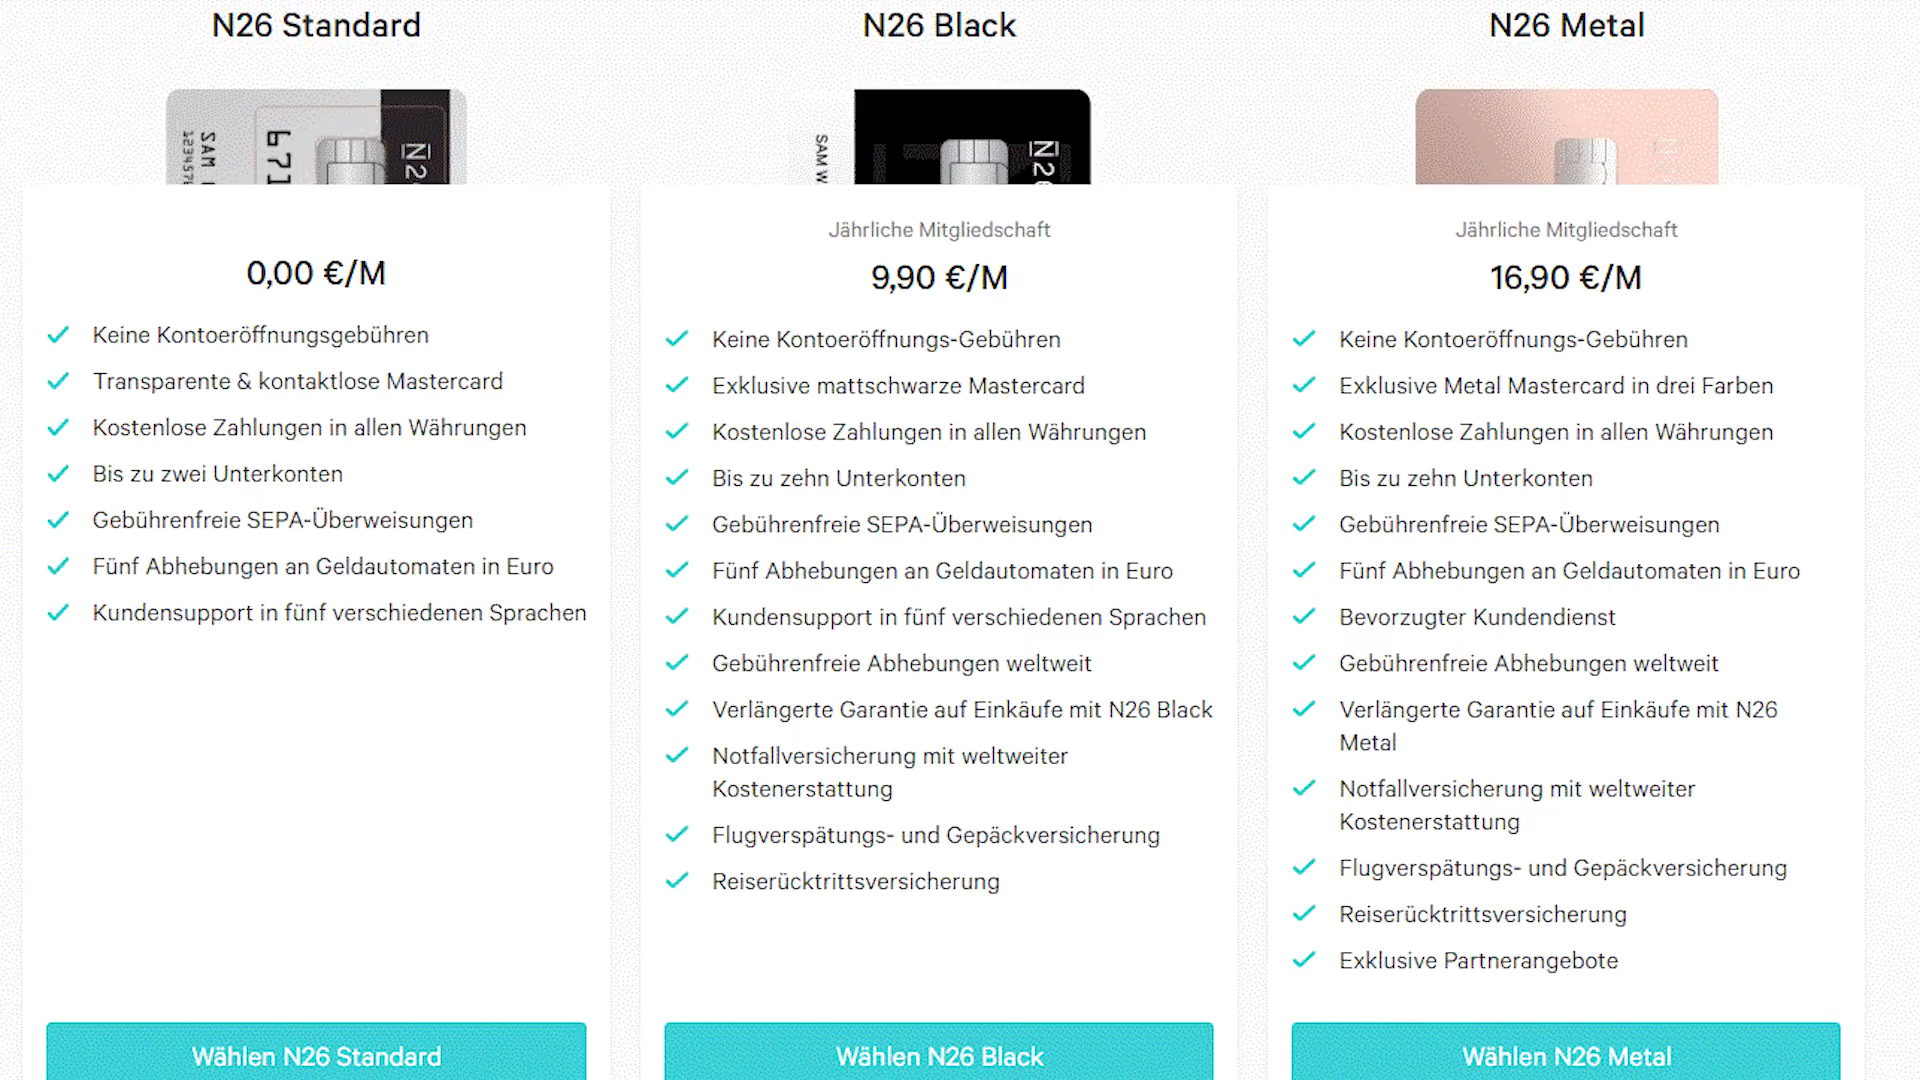 N26 Standard
SAM
671
N2
0,00 €/M
Keine Kontoeröffnungsgebühren
Transparente & kontaktlose Mastercard
Kostenlose Zahlungen in allen Währungen
Bis zu zwei Unterkonten
Gebührenfreie SEPA-Überweisungen
Fünf Abhebungen an Geldautomaten in Euro
Kundensupport in fünf verschiedenen Sprachen
Wählen N26 Standard
N26 Black
SAM W
N26
Jährliche Mitgliedschaft
9,90 €/M
Keine Kontoeröffnungs-Gebühren
Exklusive mattschwarze Mastercard
Kostenlose Zahlungen in allen Währungen
Bis zu zehn Unterkonten
Gebührenfreie SEPA-Überweisungen
Fünf Abhebungen an Geldautomaten in Euro
Kundensupport in fünf verschiedenen Sprachen
Gebührenfreie Abhebungen weltweit
Verlängerte Garantie auf Einkäufe mit N26 Black
Notfallversicherung mit weltweiter
Kostenerstattung
Flugverspätungs- und Gepäckversicherung
Reiserücktrittsversicherung
Wählen N26 Black
N26 Metal
Jährliche Mitgliedschaft
16,90 €/M
Keine Kontoeröffnungs-Gebühren
Exklusive Metal Mastercard in drei Farben
Kostenlose Zahlungen in allen Währungen
Bis zu zehn Unterkonten
Gebührenfreie SEPA-Überweisungen
Fünf Abhebungen an Geldautomaten in Euro
Bevorzugter Kundendienst
Gebührenfreie Abhebungen weltweit
Verlängerte Garantie auf Einkäufe mit N26
Metal
Notfallversicherung mit weltweiter
Kostenerstattung
Flugverspätungs- und Gepäckversicherung
Reiserücktrittsversicherung
Exklusive Partnerangebote
Wählen N26 Metal